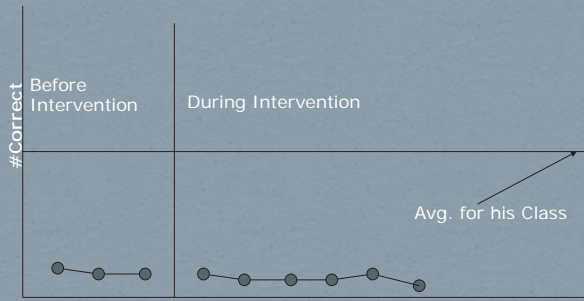 #Correct
Before
Intervention
During Intervention
Avg. for his Class